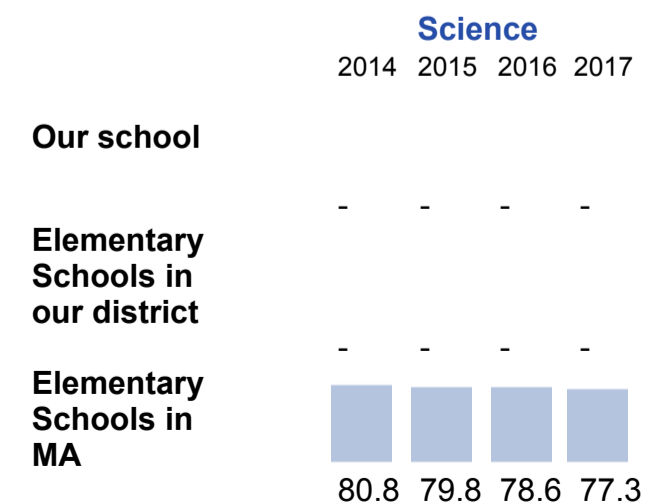 Science
2014 2015 2016 2017
Our school
- - - -
Elementary
Schools in
our district
- - - -
Elementary
Schools in
MA
80.8 79.8 78.6 77.3